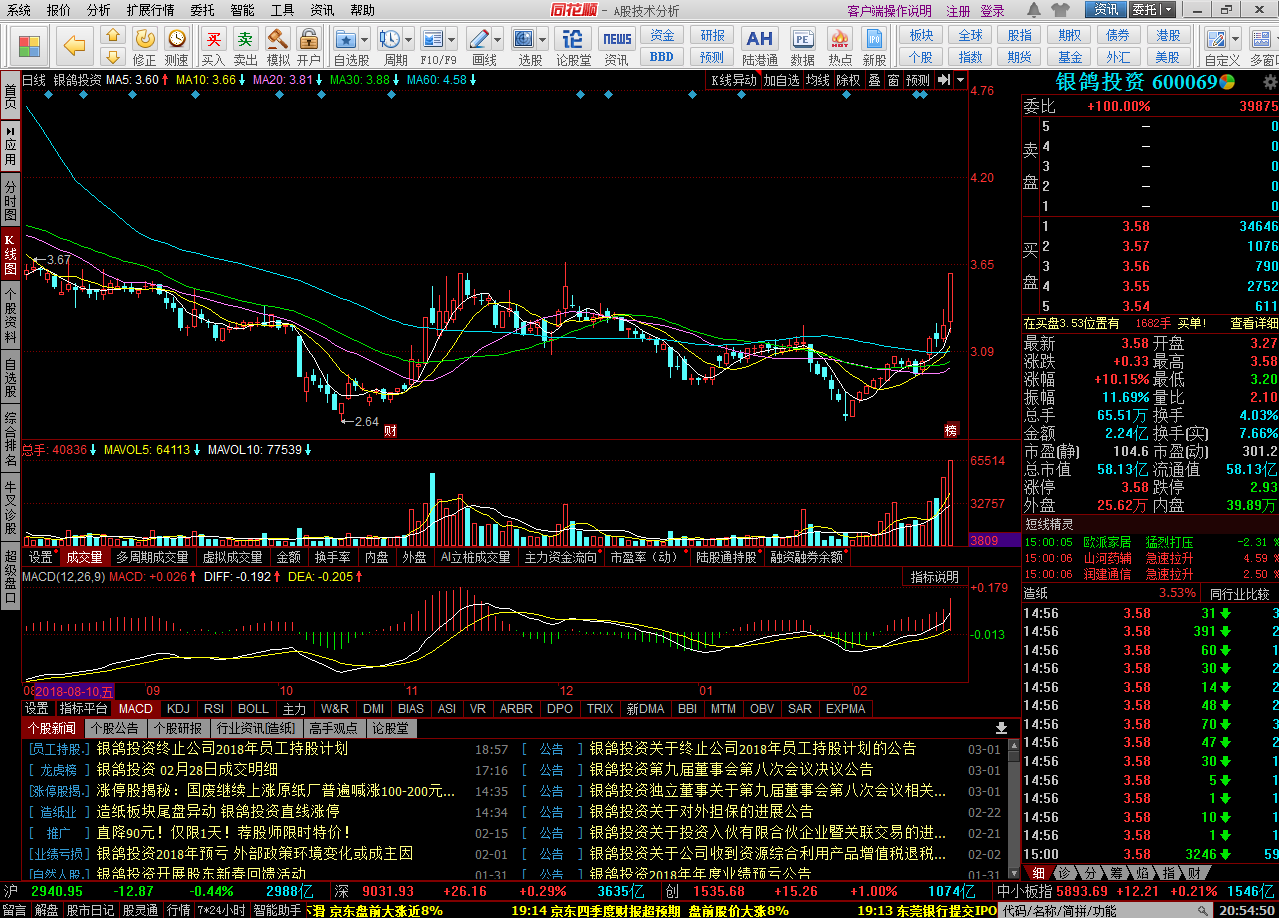 系统 报价 分析 扩展行情 委托 智能 工具 资讯 帮助 同花顺 - A股技术分析 客户端操作说明 注册 登录 资讯 委托
修正 测速 买入 卖出 模拟 开户 自选股 周期 F10/F9 画线 选股 论股堂 资讯 陆港通 数据 热点 新股 自定义 多窗口
买 卖 论 NEWS AH PE HOT IPO
资金 研报 板块 全球 股指 期权 债券 港股
BBD 预测 个股 指数 期货 基金 外汇 美股
首页
应用
分时图
K线图
个股资料
自选股
综合排名
牛叉诊股
超级盘口
日线 银鸽投资 MA5: 3.60 MA10: 3.66 MA20: 3.81 MA30: 3.88 MA60: 4.58
K线异动 加自选 均线 除权 叠 窗 预测
4.76
4.20
3.65
3.09
3.67
2.64
财
榜
总手: 40836 MAVOL5: 64113 MAVOL10: 77539
65514
32757
3809
设置 成交量 多周期成交量 虚拟成交量 金额 换手率 内盘 外盘 AI立桩成交量 主力资金流向 市盈率（动） 陆股通持股 融资融券余额
MACD(12,26,9) MACD: +0.026 DIFF: -0.192 DEA: -0.205
指标说明
+0.179
-0.013
08 2018-08-10,五 09 10 11 12 01 02
设置 指标平台 MACD KDJ RSI BOLL 主力 W&R DMI BIAS ASI VR ARBR DPO TRIX 新DMA BBI MTM OBV SAR EXPMA
个股新闻 个股公告 个股研报 行业资讯[造纸] 高手观点 论股堂
[员工持股.] 银鸽投资终止公司2018年员工持股计划 18:57
[ 龙虎榜 ] 银鸽投资 02月28日成交明细 17:16
[涨停股揭.] 涨停股揭秘：国废继续上涨原纸厂普遍喊涨100-200元... 14:35
[ 造纸业 ] 造纸板块尾盘异动 银鸽投资直线涨停 14:34
[ 推广 ] 直降90元！仅限1天！荐股师限时特价！ 02-15
[业绩亏损] 银鸽投资2018年预亏 外部政策环境变化或成主因 02-01
[自然人股.] 银鸽投资开展股东新春回馈活动 01-31
[ 公告 ] 银鸽投资关于终止公司2018年员工持股计划的公告 03-01
[ 公告 ] 银鸽投资第九届董事会第八次会议决议公告 03-01
[ 公告 ] 银鸽投资独立董事关于第九届董事会第八次会议相关... 03-01
[ 公告 ] 银鸽投资关于对外担保的进展公告 02-22
[ 公告 ] 银鸽投资关于投资入伙有限合伙企业暨关联交易的进... 02-21
[ 公告 ] 银鸽投资关于公司收到资源综合利用产品增值税退税... 02-02
[ 公告 ] 银鸽投资2018年年度业绩预亏公告 01-31
银鸽投资 600069
委比 +100.00% 39875
卖盘
5 – 0
4 – 0
3 – 0
2 – 0
1 – 0
买盘
1 3.58 34646
2 3.57 1076
3 3.56 790
4 3.55 2752
5 3.54 611
在买盘3.53位置有 1682手 买单! 查看详细
最新 3.58 开盘 3.27
涨跌 +0.33 最高 3.58
涨幅 +10.15% 最低 3.20
振幅 11.69% 量比 2.10
总手 65.51万 换手 4.03%
金额 2.24亿 换手(实) 7.66%
市盈(静) 104.6 市盈(动) 301.2
总市值 58.13亿 流通值 58.13亿
涨停 3.58 跌停 2.93
外盘 25.62万 内盘 39.89万
短线精灵
15:00:05 欧派家居 猛烈打压 -2.31 %
15:00:06 山河药辅 急速拉升 4.59 %
15:00:06 润建通信 急速拉升 2.50 %
造纸 3.53% 同行业比较
14:56 3.58 31 3
14:56 3.58 391 2
14:56 3.58 60 1
14:56 3.58 30 2
14:56 3.58 14 2
14:56 3.58 48 2
14:56 3.58 70 3
14:56 3.58 47 2
14:56 3.58 30 1
14:56 3.58 5 1
14:56 3.58 1 1
14:56 3.58 10 1
14:56 3.58 1 1
15:00 3.58 3246 59
细 诊 分 筹 焰 指 财
沪 2940.95 -12.87 -0.44% 2988亿 深 9031.93 +26.16 +0.29% 3635亿 创 1535.68 +15.26 +1.00% 1074亿 中小板指 5893.69 +12.21 +0.21% 1546亿
留言 解盘 股市日记 股灵通 行情 7*24小时 智能助手 下滑 京东盘前大涨近8% 19:14 京东四季度财报超预期 盘前股价大涨8% 19:13 东莞银行提交IPO 代码/名称/简拼/功能 20:54:50